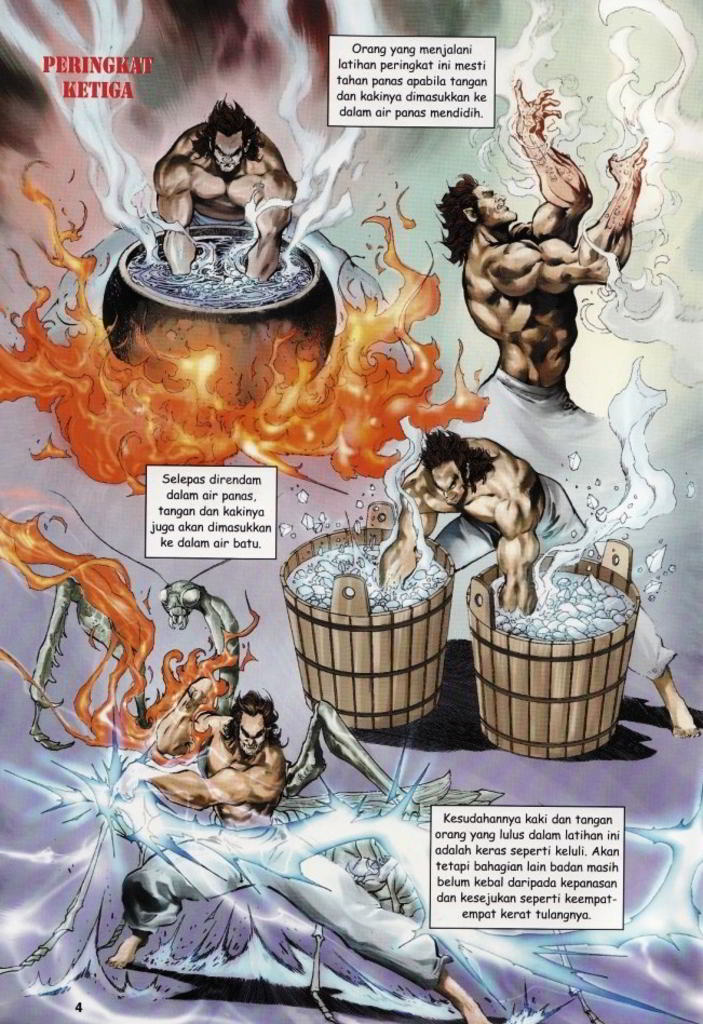 PERINGKAT
KETIGA
Orang yang menjalani
latihan peringkat ini mesti
tahan panas apabila tangan
dan kakinya dimasukkan ke
dalam air panas mendidih.
Selepas direndam
dalam air panas,
tangan dan kakinya
juga akan dimasukkan
ke dalam air batu.
Kesudahannya kaki dan tangan
orang yang lulus dalam latihan ini
adalah keras seperti keluli. Akan
tetapi bahagian lain badan masih
belum kebal daripada kepanasan
dan kesejukan seperti keempat-
empat kerat tulangnya.
4